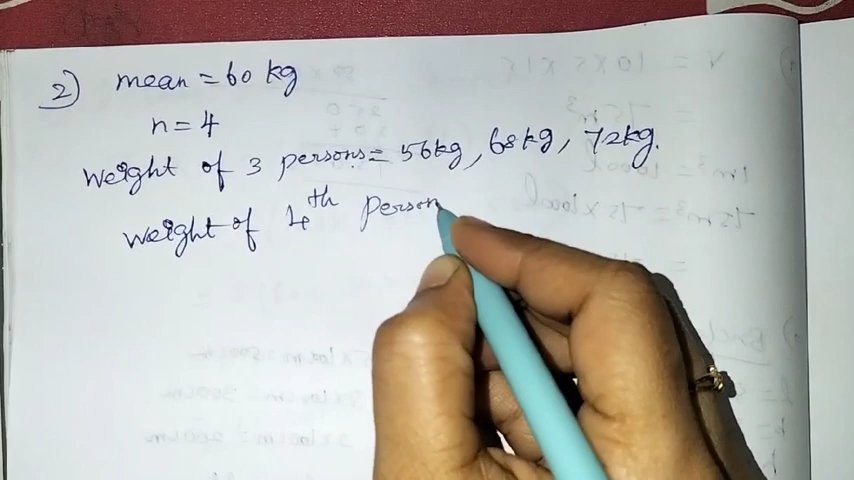 2) mean = 60 kg
n = 4
Weight of 3 persons = 56kg, 68kg, 72kg.
Weight of 4th person